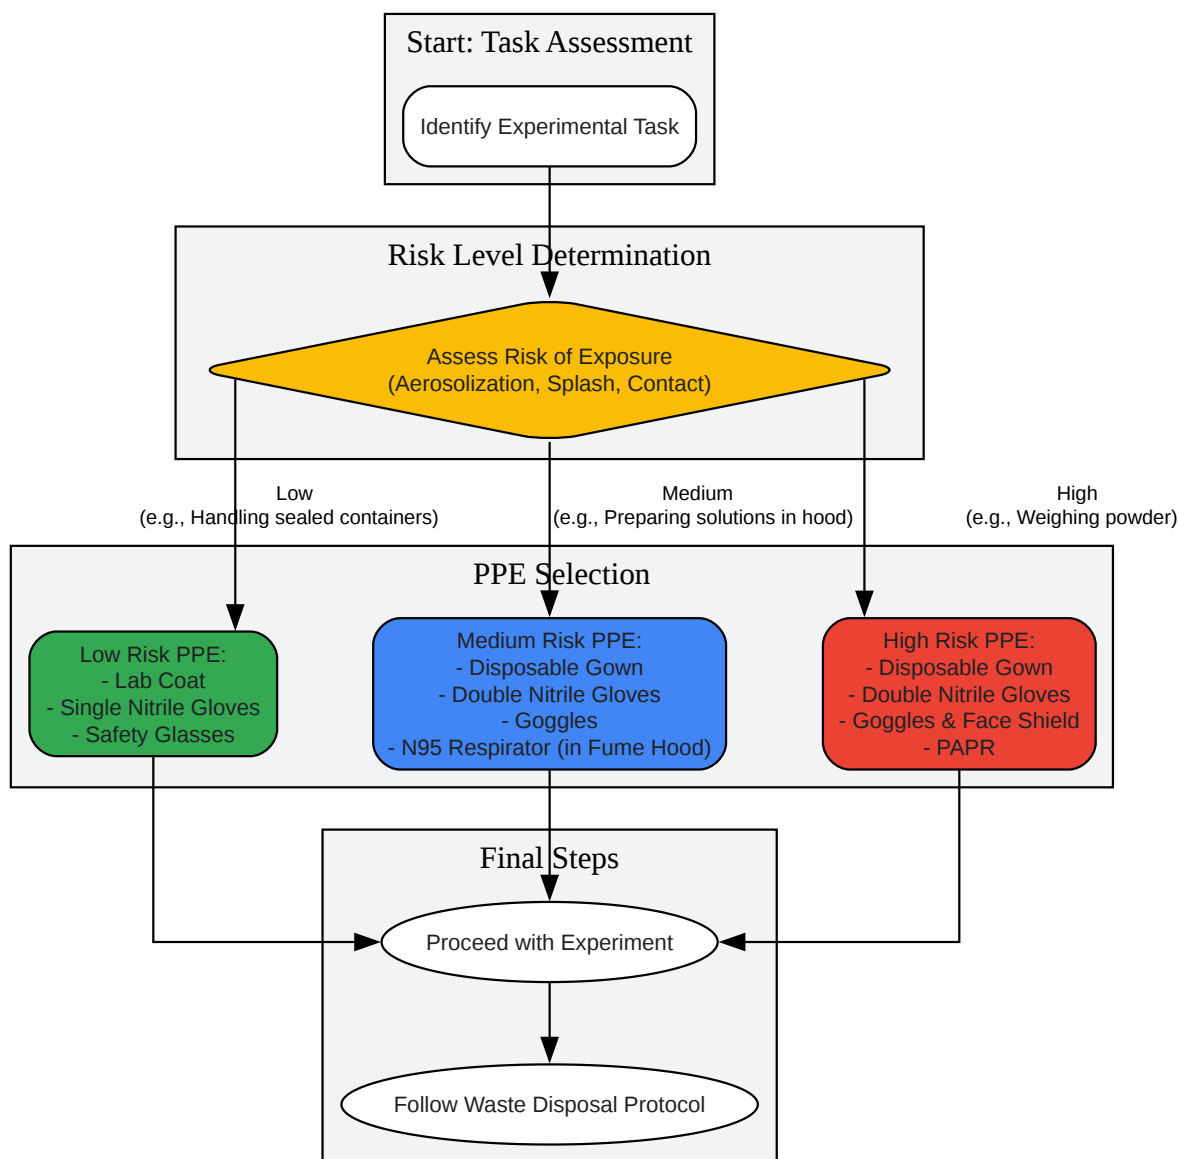 Start: Task Assessment
Identify Experimental Task
Risk Level Determination
Assess Risk of Exposure
(Aerosolization, Splash, Contact)
Low
(e.g., Handling sealed containers)
Medium
(e.g., Preparing solutions in hood)
High
(e.g., Weighing powder)
PPE Selection
Low Risk PPE:
- Lab Coat
- Single Nitrile Gloves
- Safety Glasses
Medium Risk PPE:
- Disposable Gown
- Double Nitrile Gloves
- Goggles
- N95 Respirator (in Fume Hood)
High Risk PPE:
- Disposable Gown
- Double Nitrile Gloves
- Goggles & Face Shield
- PAPR
Final Steps
Proceed with Experiment
Follow Waste Disposal Protocol